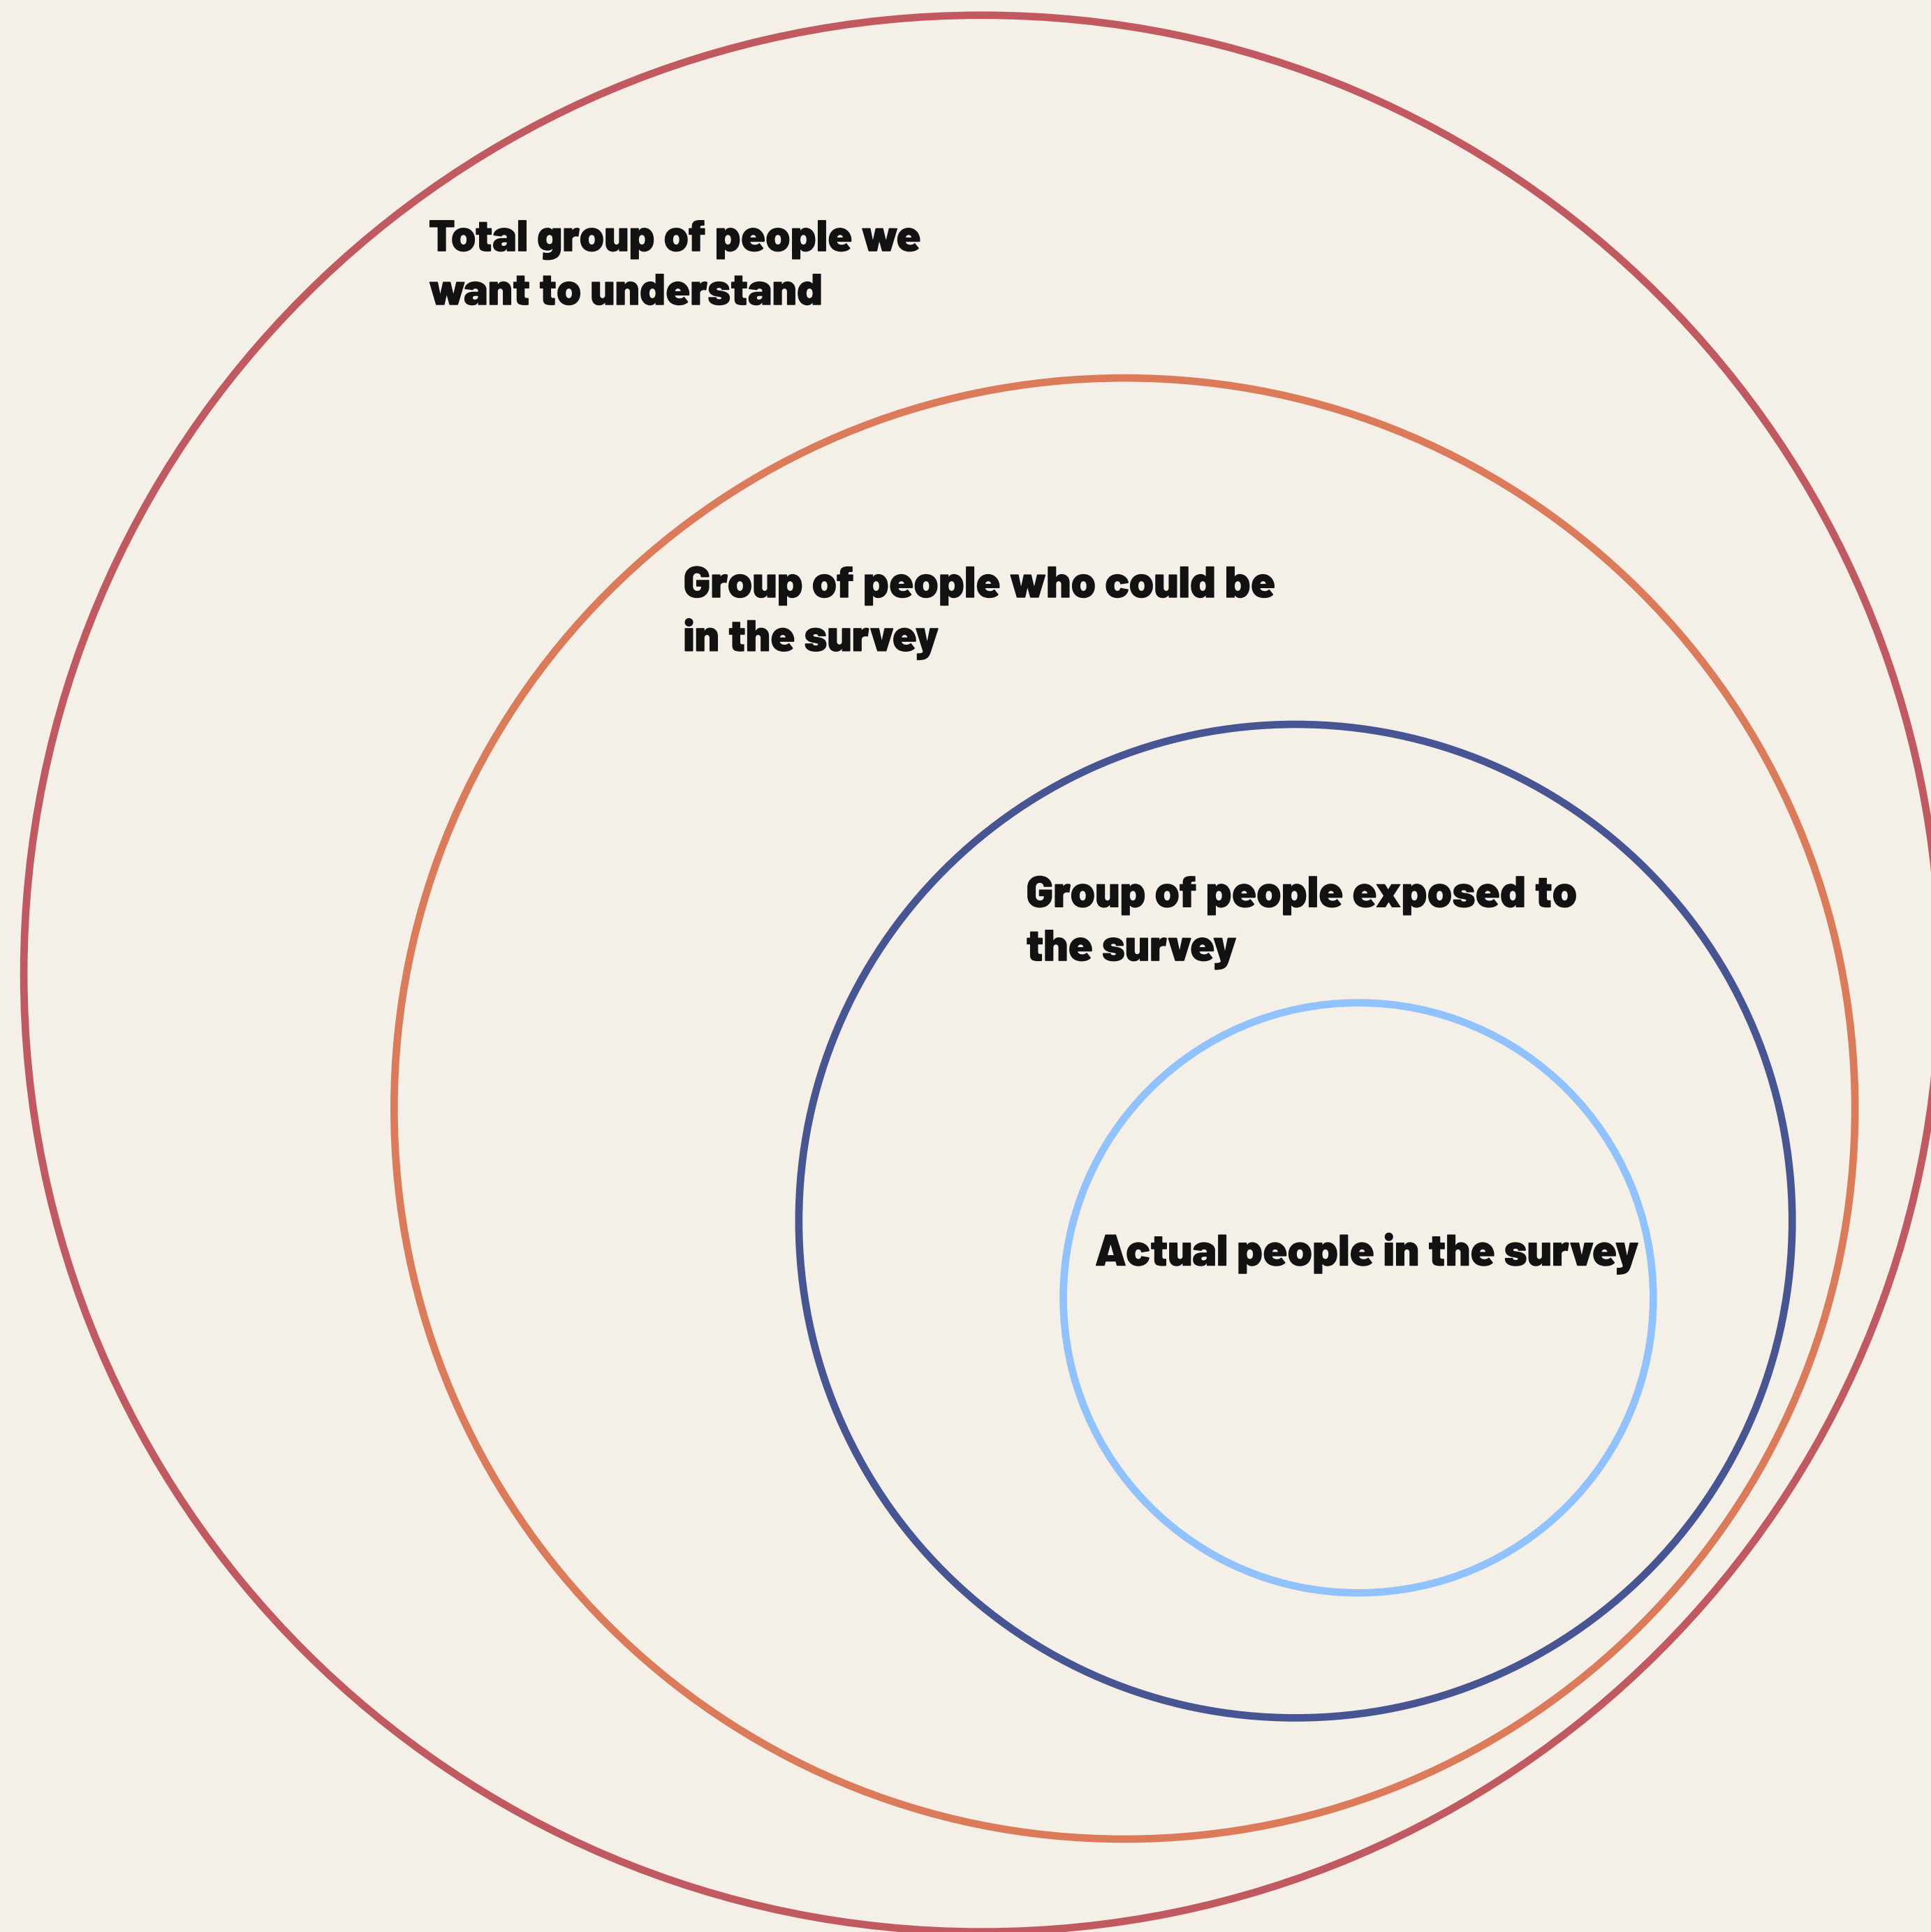 Total group of people we
want to understand
Group of people who could be
in the survey
Group of people exposed to
the survey
Actual people in the survey